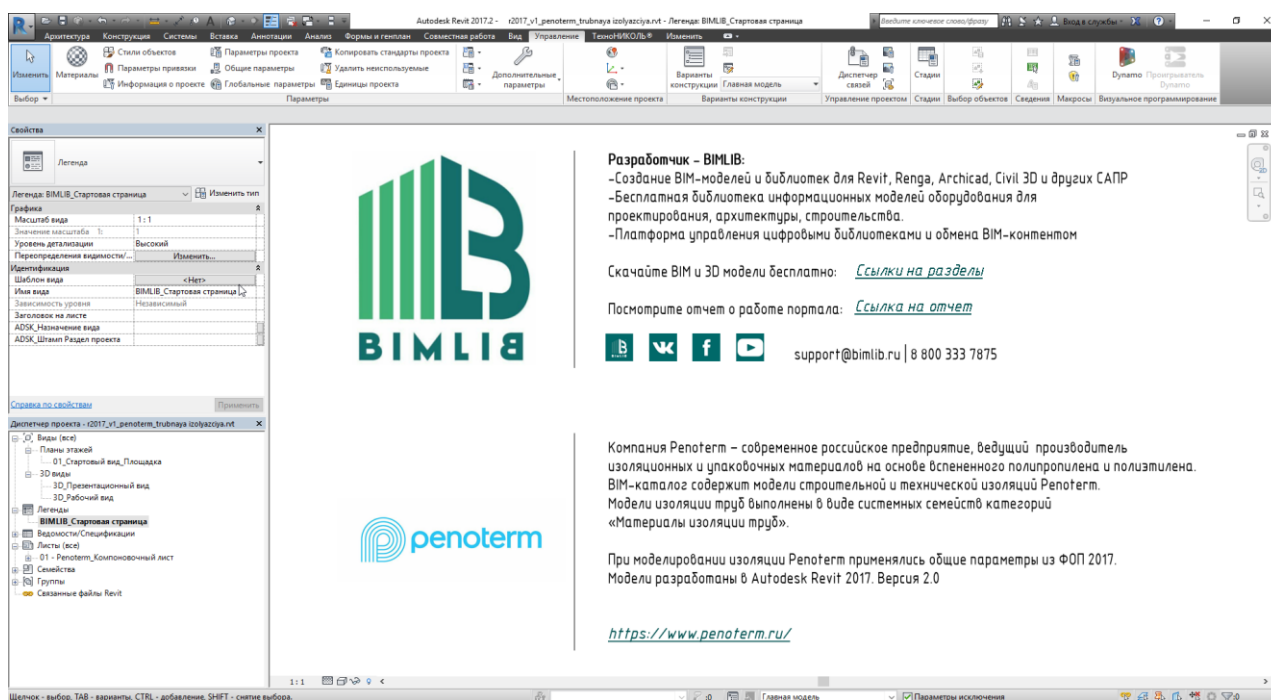 Autodesk Revit 2017.2 - r2017_v1_penoterm_trubnaya izolyazciya.rvt - Легенда: BIMLIB_Стартовая страница
Введите ключевое слово/фразу
Вход в службы
Архитектура Конструкция Системы Вставка Аннотации Анализ Формы и генплан Совместная работа Вид Управление ТехноНИКОЛЬ® Изменить
Изменить
Материалы
Стили объектов
Параметры привязки
Информация о проекте
Параметры проекта
Общие параметры
Глобальные параметры
Копировать стандарты проекта
Удалить неиспользуемые
Единицы проекта
Дополнительные параметры
Варианты конструкции
Главная модель
Диспетчер связей
Стадии
Dynamo
Проигрыватель Dynamo
Выбор
Параметры
Местоположение проекта
Варианты конструкции
Управление проектом
Стадии
Выбор объектов
Сведения
Макросы
Визуальное программирование
Свойства
Легенда
Легенда: BIMLIB_Стартовая страница
Изменить тип
Графика
Масштаб вида 1:1
Значение масштаба 1: 1
Уровень детализации Высокий
Переопределения видимости/... Изменить...
Идентификация
Шаблон вида <Нет>
Имя вида BIMLIB_Стартовая страница
Зависимость уровня Независимый
Заголовок на листе
ADSK_Назначение вида
ADSK_Штамп Раздел проекта
Справка по свойствам
Применить
Диспетчер проекта - r2017_v1_penoterm_trubnaya izolyazciya.rvt
Виды (все)
Планы этажей
01_Стартовый вид_Площадка
3D виды
3D_Презентационный вид
3D_Рабочий вид
Легенды
BIMLIB_Стартовая страница
Ведомости/Спецификации
Листы (все)
01 - Penoterm_Компоновочный лист
Семейства
Группы
Связанные файлы Revit
BIMLIB
Разработчик - BIMLIB:
-Создание BIM-моделей и библиотек для Revit, Renga, Archicad, Civil 3D и других САПР
-Бесплатная библиотека информационных моделей оборудования для
проектирования, архитектуры, строительства.
-Платформа управления цифровыми библиотеками и обмена BIM-контентом
Скачайте BIM и 3D модели бесплатно: Ссылки на разделы
Посмотрите отчет о работе портала: Ссылка на отчет
support@bimlib.ru | 8 800 333 7875
penoterm
Компания Penoterm – современное российское предприятие, ведущий производитель
изоляционных и упаковочных материалов на основе вспененного полипропилена и полиэтилена.
BIM-каталог содержит модели строительной и технической изоляций Penoterm.
Модели изоляции труб выполнены в виде системных семейств категорий
«Материалы изоляции труб».
При моделировании изоляции Penoterm применялись общие параметры из ФОП 2017.
Модели разработаны в Autodesk Revit 2017. Версия 2.0
https://www.penoterm.ru/
1:1
Щелчок - выбор, TAB - варианты, CTRL - добавление, SHIFT - снятие выбора.
:0
Главная модель
Параметры исключения
:0